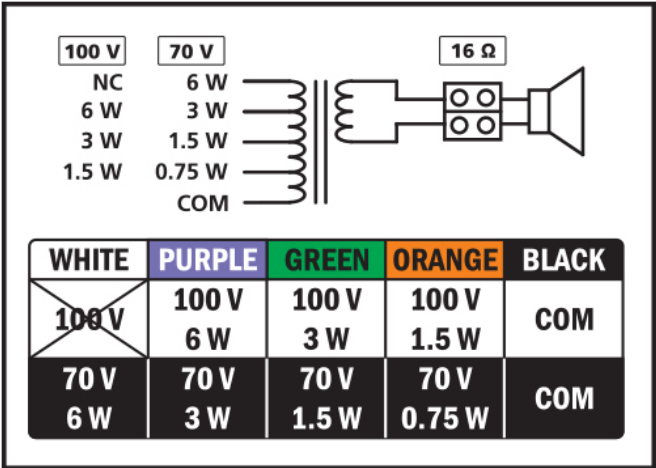 100 V 70 V 16 Ω
NC 6 W
6 W 3 W
3 W 1.5 W
1.5 W 0.75 W
COM
WHITE PURPLE GREEN ORANGE BLACK
100 V 100 V 100 V 100 V COM
6 W 3 W 1.5 W
70 V 70 V 70 V 70 V COM
6 W 3 W 1.5 W 0.75 W